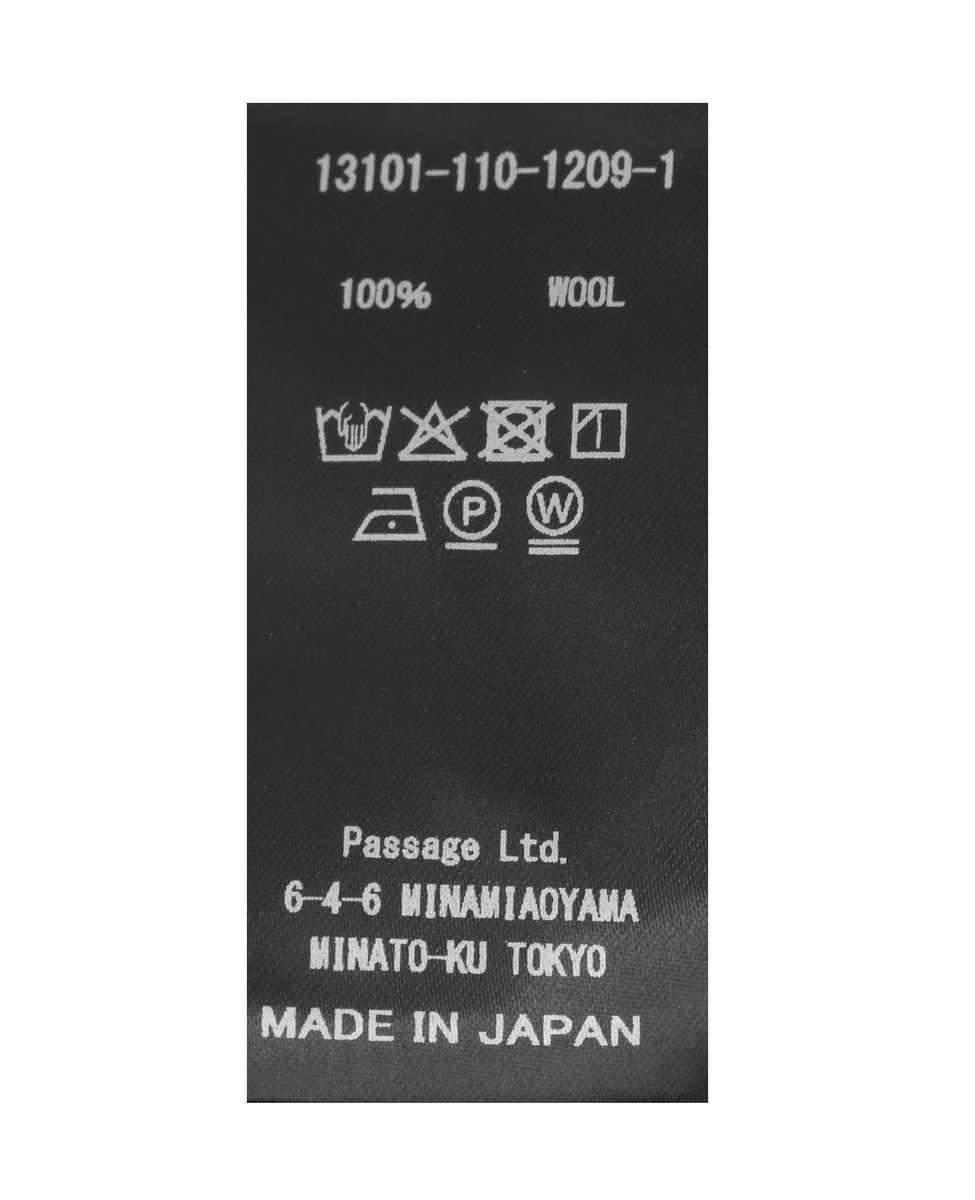 13101-110-1209-1
100% WOOL
P W
Passage Ltd.
6-4-6 MINAMIAOYAMA
MINATO-KU TOKYO
MADE IN JAPAN